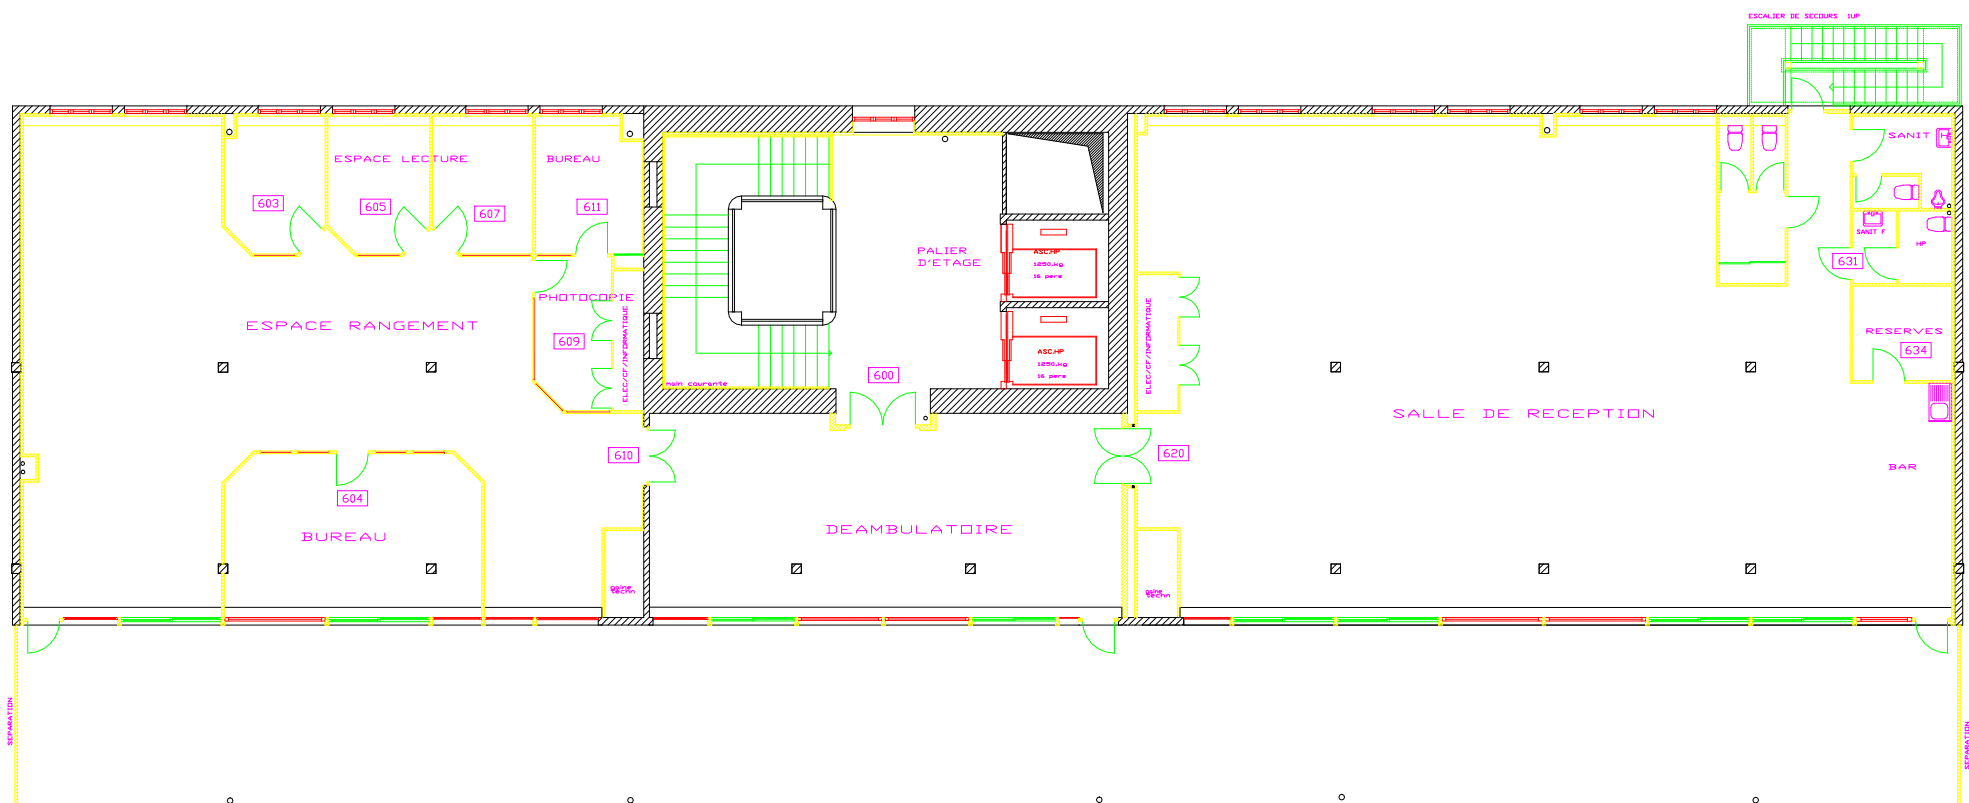 ESCALIER DE SECOURS 1UP
ESPACE LECTURE
BUREAU
SANIT H
603
605
607
611
SANIT F
HP
PALIER
D'ETAGE
ASC.HP
1250.kg
16 pers
631
PHOTOCOPIE
ESPACE RANGEMENT
609
ELEC/CF/INFORMATIQUE
ELEC/CF/INFORMATIQUE
RESERVES
634
ASC.HP
1250.kg
16 pers
main courante
600
SALLE DE RECEPTION
610
620
BAR
604
BUREAU
DEAMBULATOIRE
gaine
techn
gaine
techn
SEPARATION
SEPARATION